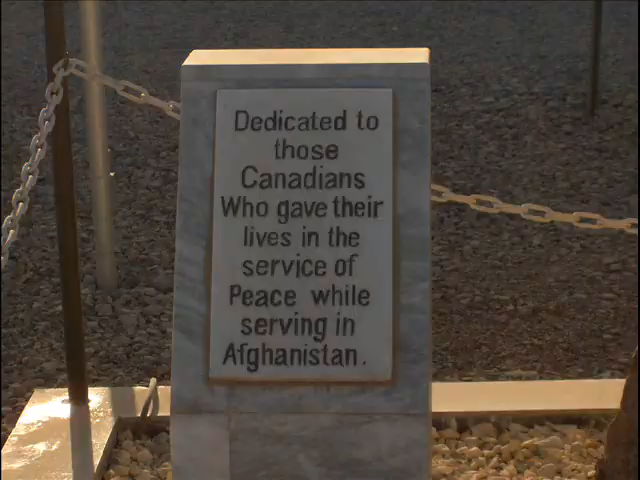 Dedicated to
those
Canadians
Who gave their
lives in the
service of
Peace while
serving in
Afghanistan.